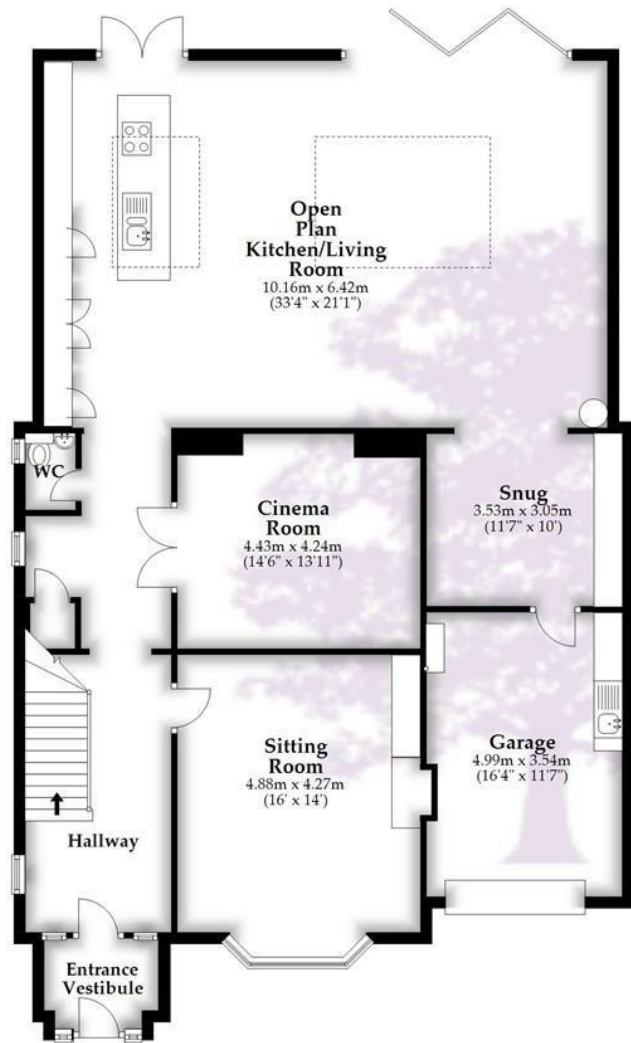 Open
Plan
Kitchen/Living
Room
10.16m x 6.42m
(33'4" x 21'1")
WC
Cinema
Room
4.43m x 4.24m
(14'6" x 13'11")
Snug
3.53m x 3.05m
(11'7" x 10')
Sitting
Room
4.88m x 4.27m
(16' x 14')
Garage
4.99m x 3.54m
(16'4" x 11'7")
Hallway
Entrance
Vestibule